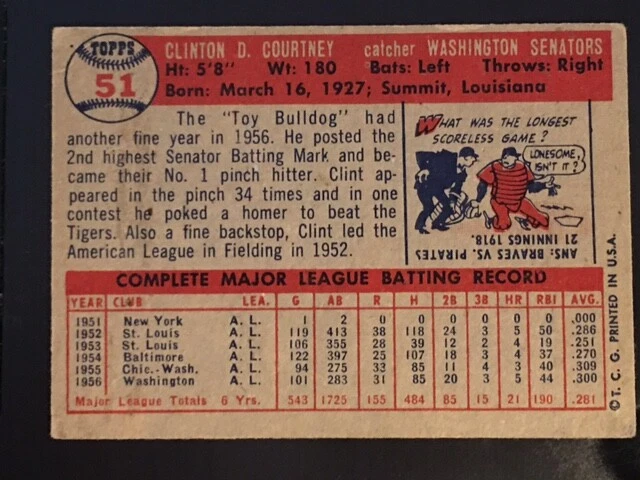 TOPPS
51
CLINTON D. COURTNEY catcher WASHINGTON SENATORS
Ht: 5'8" Wt: 180 Bats: Left Throws: Right
Born: March 16, 1927; Summit, Louisiana
The "Toy Bulldog" had
another fine year in 1956. He posted the
2nd highest Senator Batting Mark and be-
came their No. 1 pinch hitter. Clint ap-
peared in the pinch 34 times and in
one contest he poked a homer to beat the
Tigers. Also a fine backstop, Clint led the
American League in Fielding in 1952.
WHAT WAS THE LONGEST
SCORELESS GAME?
LONESOME,
ISN'T IT?
ANS: BRAVES VS. PIRATES
21 INNINGS 1918.
COMPLETE MAJOR LEAGUE BATTING RECORD
YEAR CLUB LEA. G AB R H 2B 3B HR RBI AVG.
1951 New York A. L. 1 2 0 0 0 0 0 0 .000
1952 St. Louis A. L. 119 413 38 118 24 3 5 50 .286
1953 St. Louis A. L. 106 355 28 39 12 2 4 19 .251
1954 Baltimore A. L. 122 397 25 107 18 3 4 37 .270
1955 Chic.-Wash. A. L. 94 275 33 85 11 4 3 40 .309
1956 Washington A. L. 101 283 31 85 20 3 5 44 .300
Major League Totals 6 Yrs. 543 1725 155 484 85 15 21 190 .281
© T. C. G. PRINTED IN U.S.A.